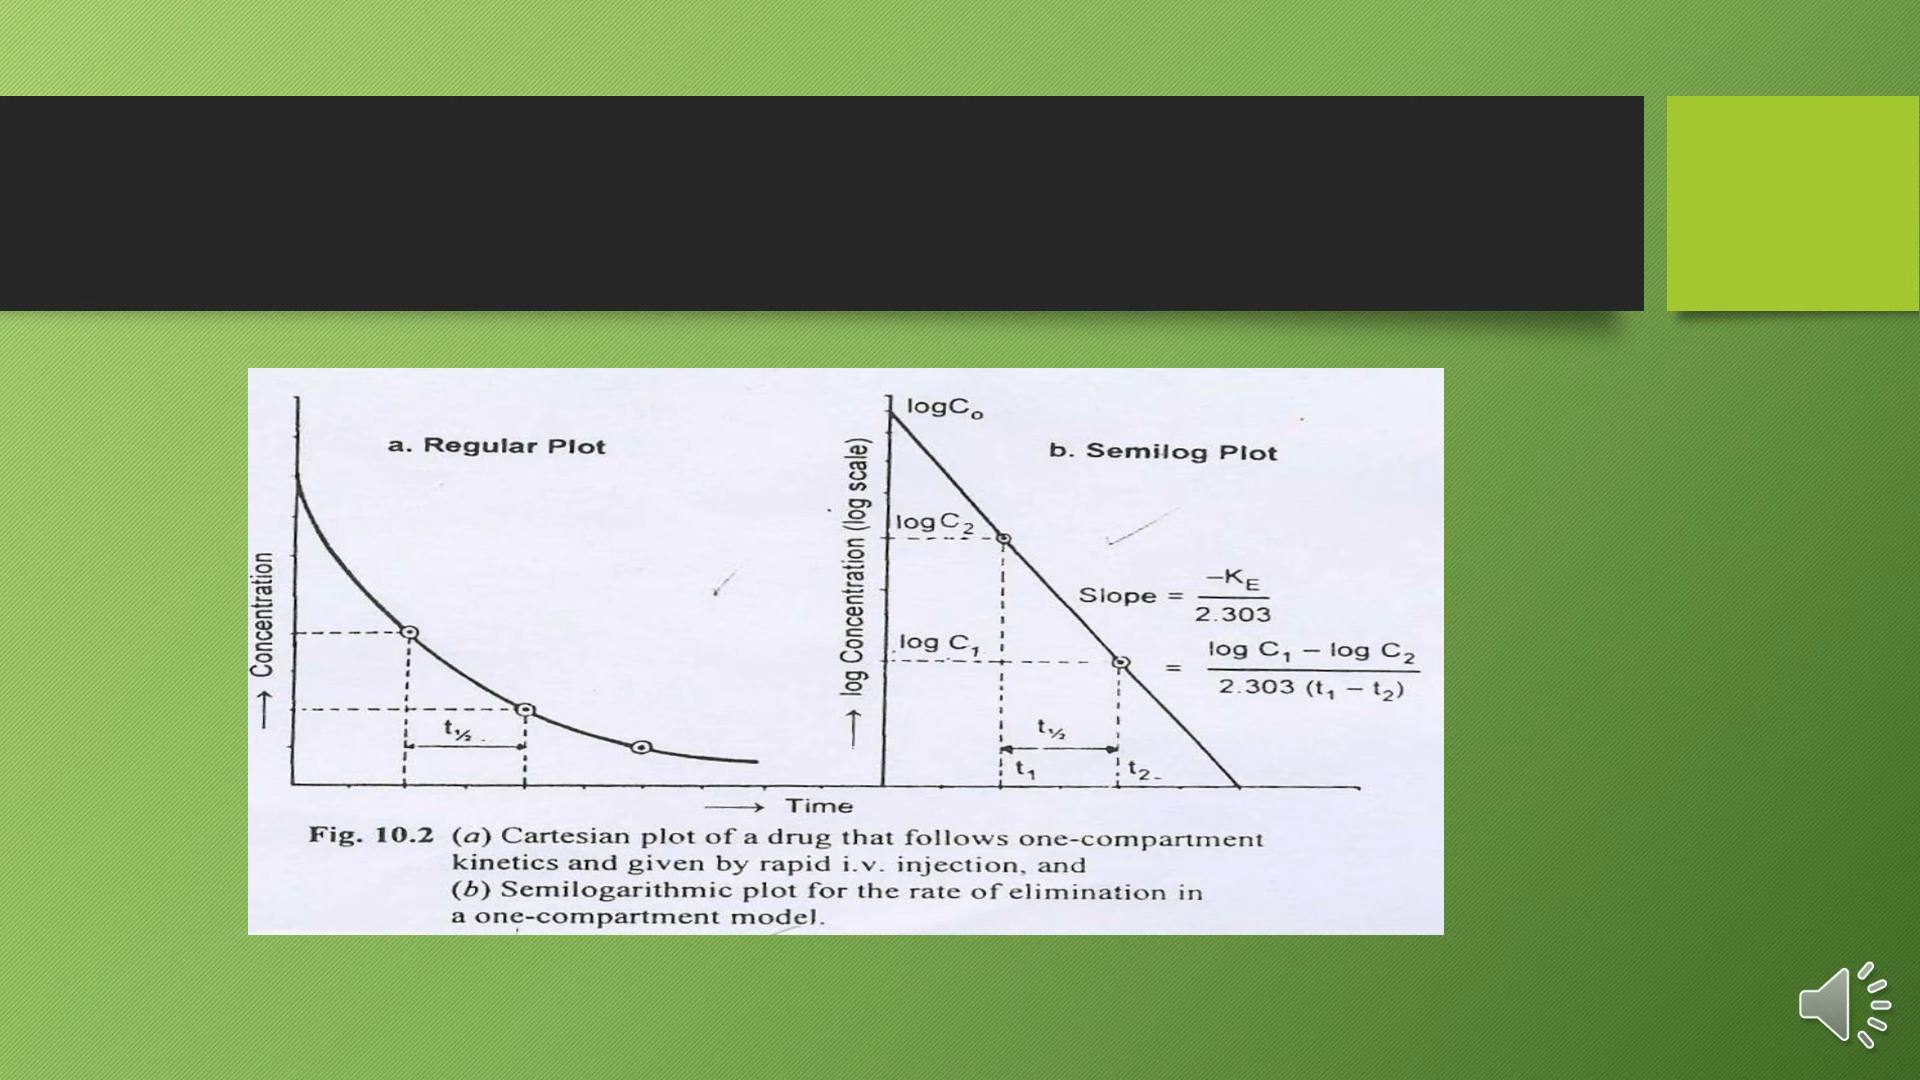 a. Regular Plot
→ Concentration
t½
logC₀
b. Semilog Plot
→ log Concentration (log scale)
log C₂
log C₁
Slope = –K_E / 2.303
= log C₁ – log C₂ / 2.303 (t₁ – t₂)
t½
t₁
t₂
→ Time
Fig. 10.2 (a) Cartesian plot of a drug that follows one-compartment
kinetics and given by rapid i.v. injection, and
(b) Semilogarithmic plot for the rate of elimination in
a one-compartment model.